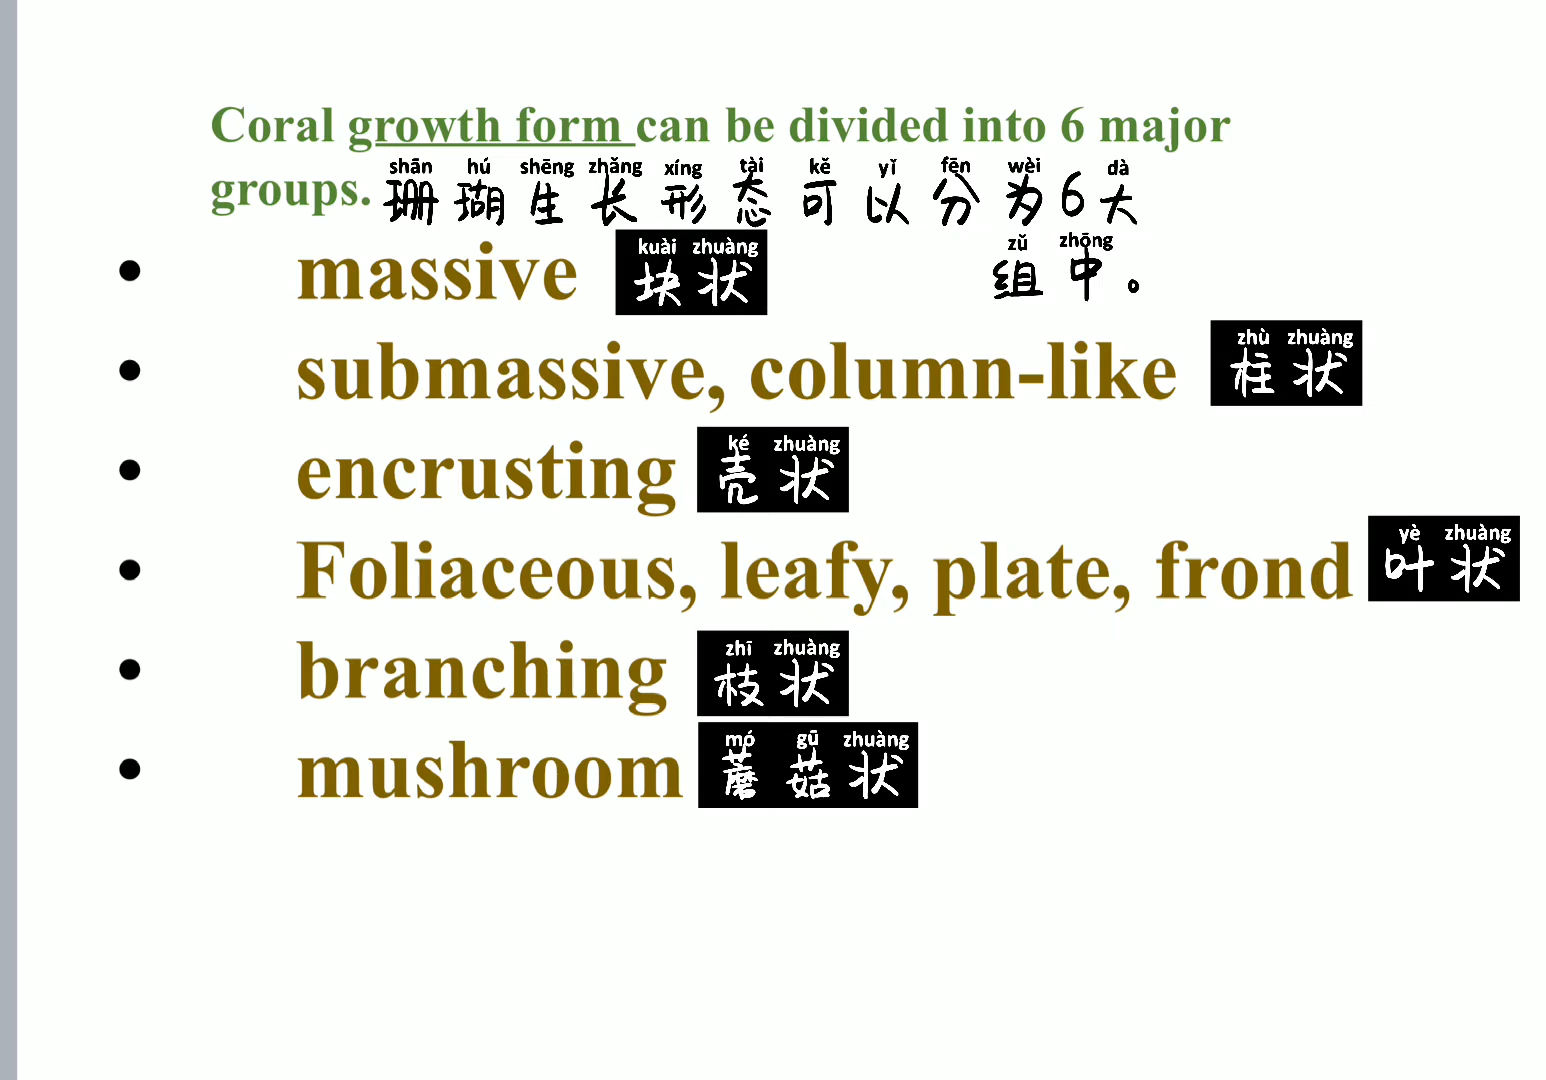 Coral growth form can be divided into 6 major
shān hú shēng zhǎng xíng tài kě yǐ fēn wèi dà
groups. 珊瑚生长形态可以分为6大
zǔ zhōng
组中。
kuài zhuàng
• massive 块状
zhù zhuàng
• submassive, column-like 柱状
ké zhuàng
• encrusting 壳状
yè zhuàng
• Foliaceous, leafy, plate, frond 叶状
zhī zhuàng
• branching 枝状
mó gū zhuàng
• mushroom 蘑菇状